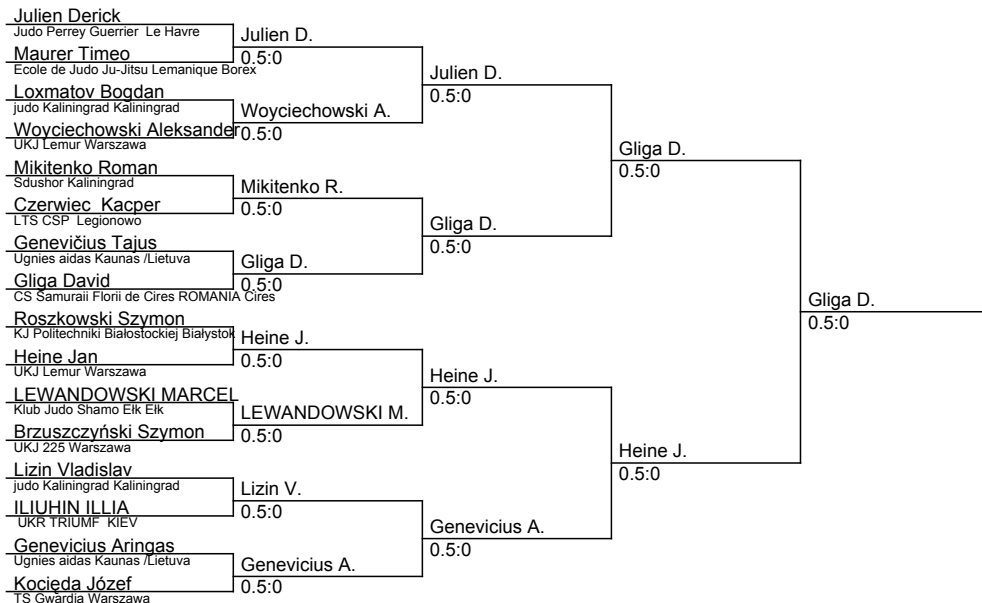 Julien Derick
Judo Perrey Guerrier  Le Havre
Maurer Timeo
Ecole de Judo Ju-Jitsu Lemanique Borex
Loxmatov Bogdan
judo Kaliningrad Kaliningrad
Woyciechowski Aleksander
UKJ Lemur Warszawa
Mikitenko Roman
Sdushor Kaliningrad
Czerwiec  Kacper
LTS CSP  Legionowo
Genevičius Tajus
Ugnies aidas Kaunas /Lietuva
Gliga David
CS Samuraii Florii de Cires ROMANIA Cires
Roszkowski Szymon
KJ Politechniki Białostockiej Białystok
Heine Jan
UKJ Lemur Warszawa
LEWANDOWSKI MARCEL
Klub Judo Shamo Ełk Ełk
Brzuszczyński Szymon
UKJ 225 Warszawa
Lizin Vladislav
judo Kaliningrad Kaliningrad
ILIUHIN ILLIA
UKR TRIUMF  KIEV
Genevicius Aringas
Ugnies aidas Kaunas /Lietuva
Kocięda Józef
TS Gwardia Warszawa
Julien D.
0.5:0
Woyciechowski A.
0.5:0
Mikitenko R.
0.5:0
Gliga D.
0.5:0
Heine J.
0.5:0
LEWANDOWSKI M.
0.5:0
Lizin V.
0.5:0
Genevicius A.
0.5:0
Julien D.
0.5:0
Gliga D.
0.5:0
Heine J.
0.5:0
Genevicius A.
0.5:0
Gliga D.
0.5:0
Heine J.
0.5:0
Gliga D.
0.5:0